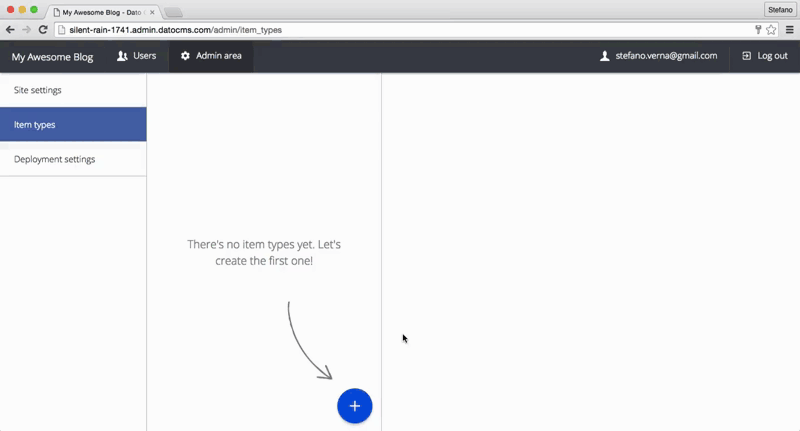 Stefano
My Awesome Blog - Dato
silent-rain-1741.admin.datocms.com/admin/item_types
My Awesome Blog
Users
Admin area
stefano.verna@gmail.com
Log out
Site settings
Item types
Deployment settings
There's no item types yet. Let's
create the first one!